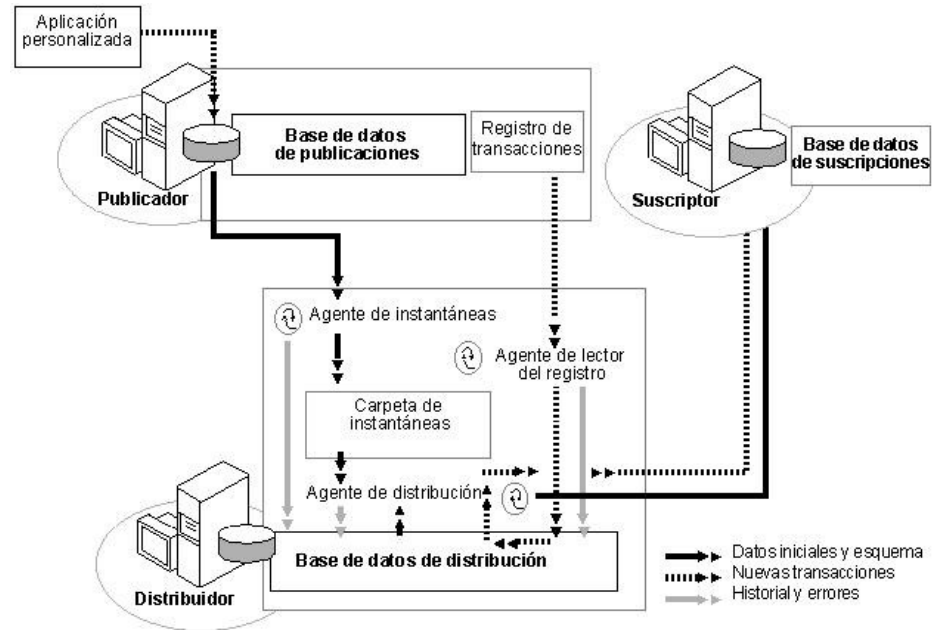 Aplicación
personalizada
Base de datos
de publicaciones
Registro de
transacciones
Base de datos
de suscripciones
Publicador
Suscriptor
Agente de instantáneas
Agente de lector
del registro
Carpeta de
instantáneas
Agente de distribución
Base de datos de distribución
Distribuidor
Datos iniciales y esquema
Nuevas transacciones
Historial y errores